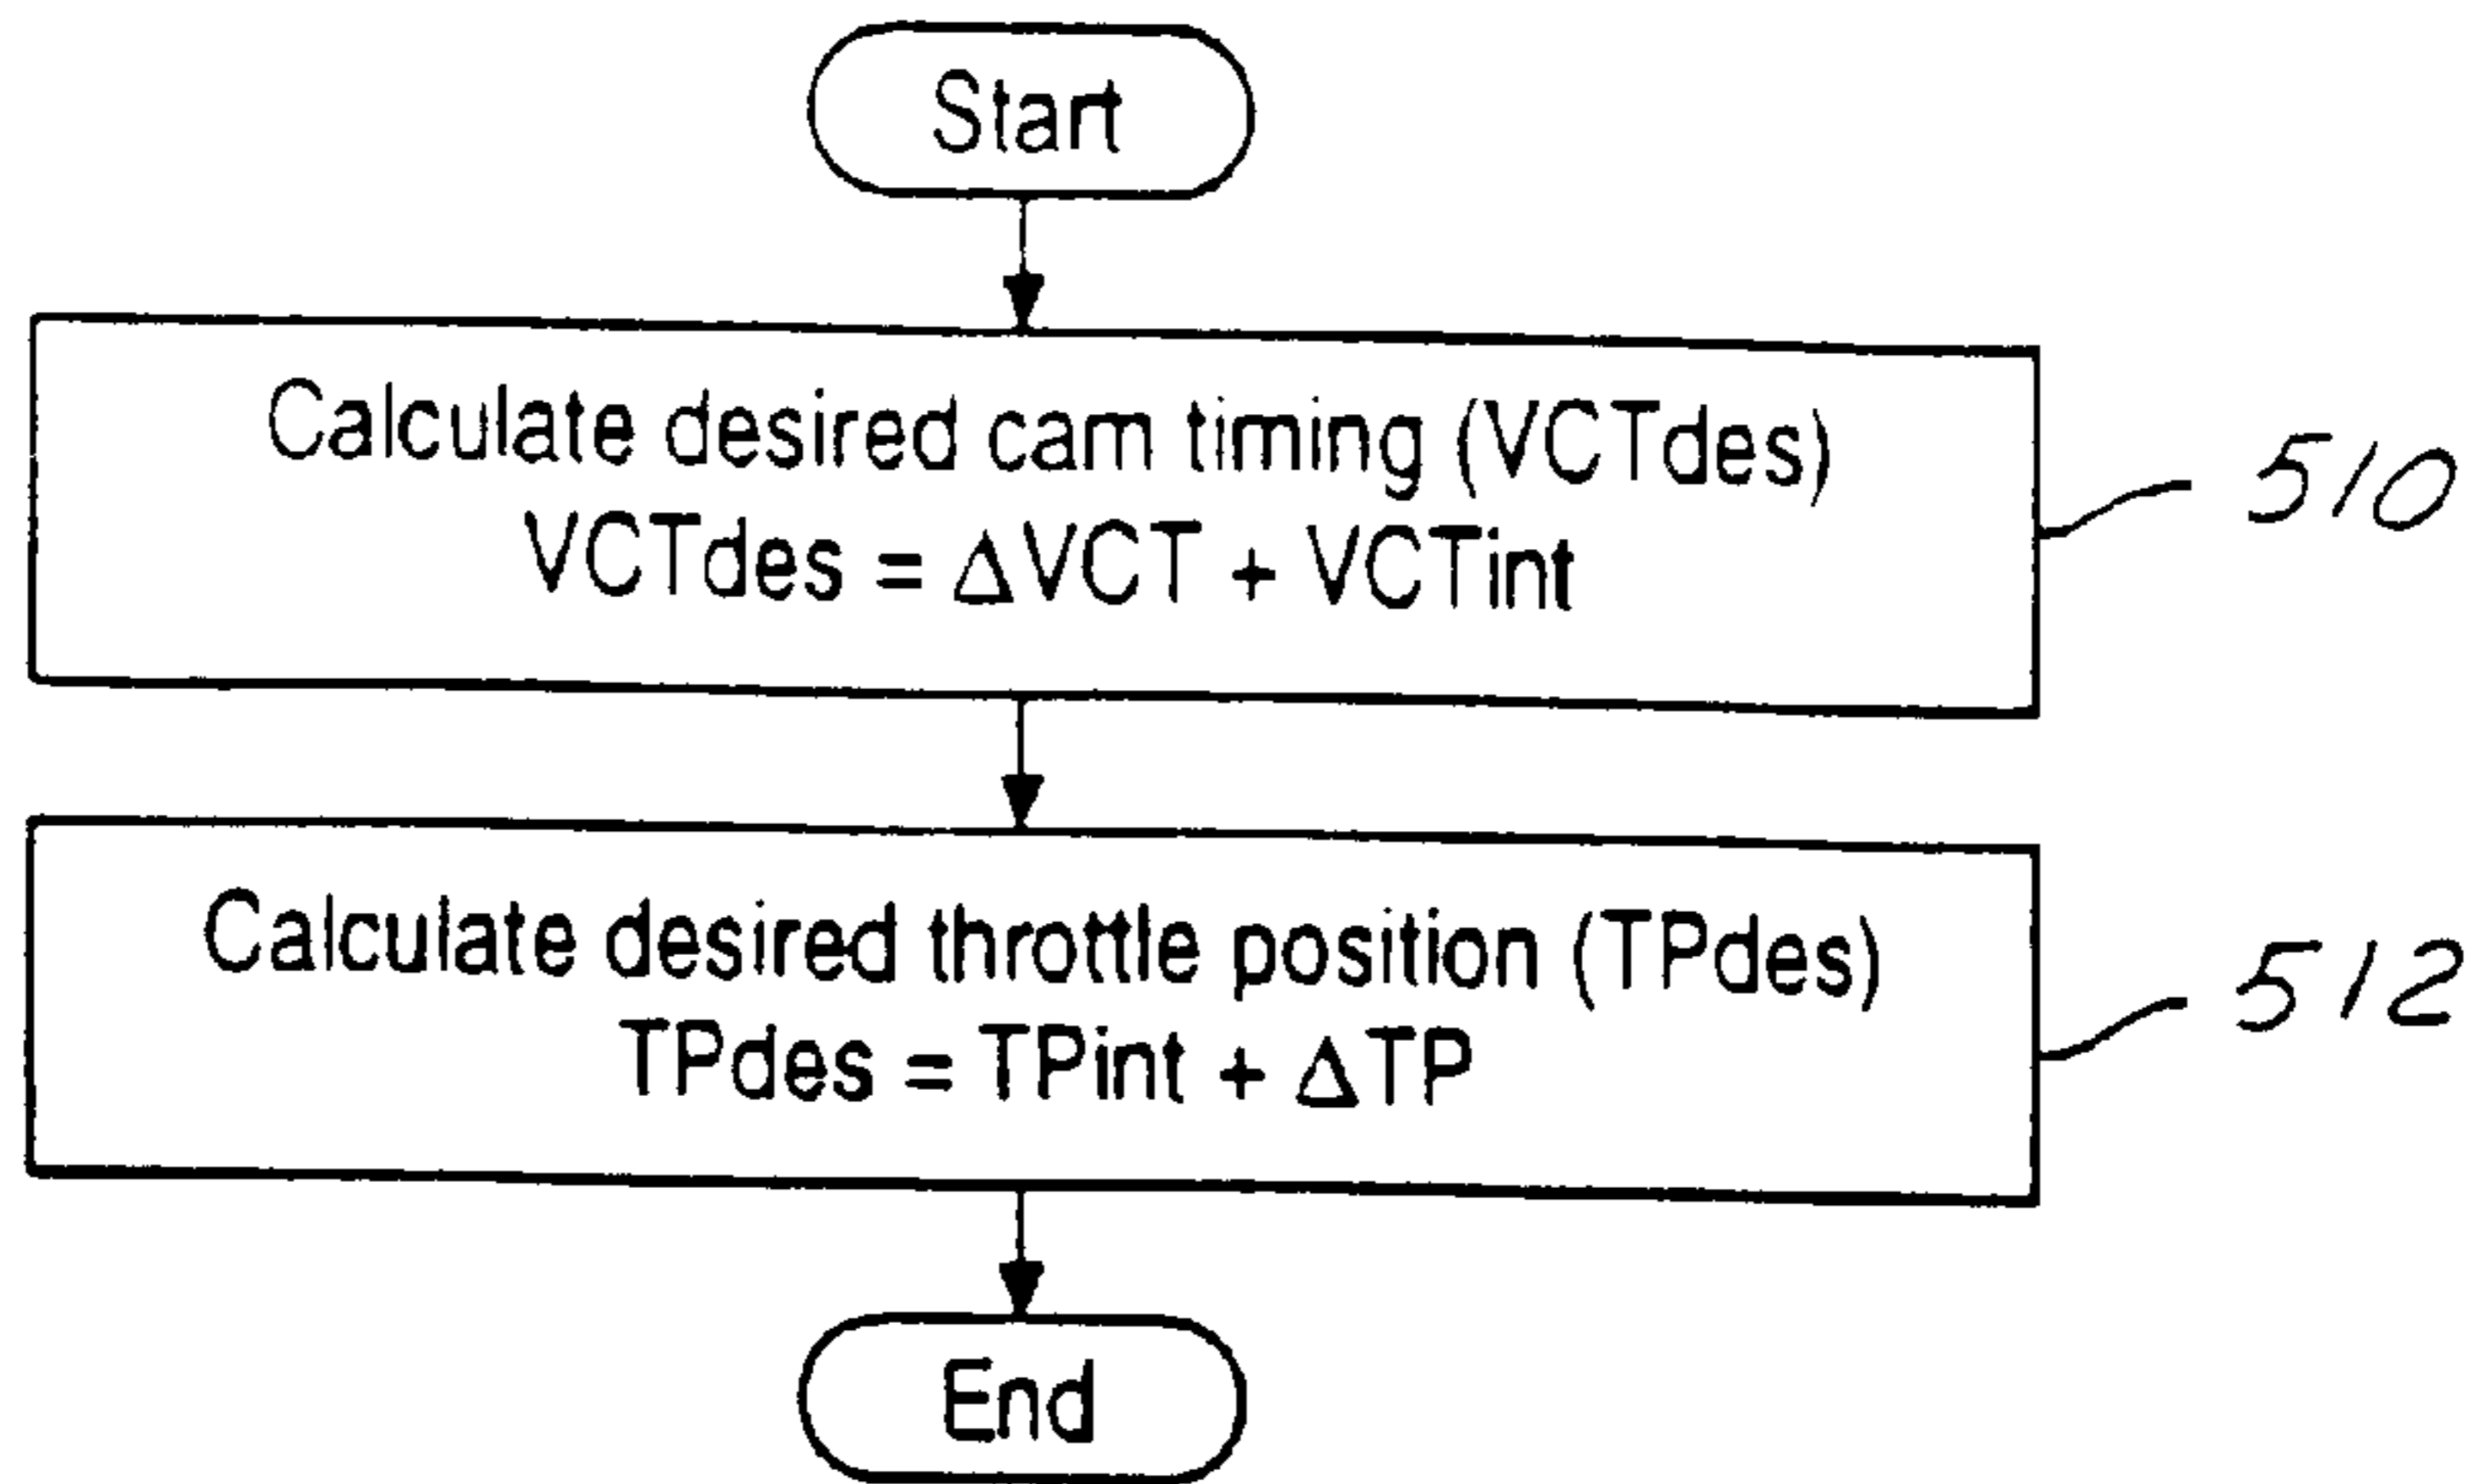 Start
Calculate desired cam timing (VCTdes)
VCTdes = ΔVCT + VCTint
510
Calculate desired throttle position (TPdes)
TPdes = TPint + ΔTP
512
End